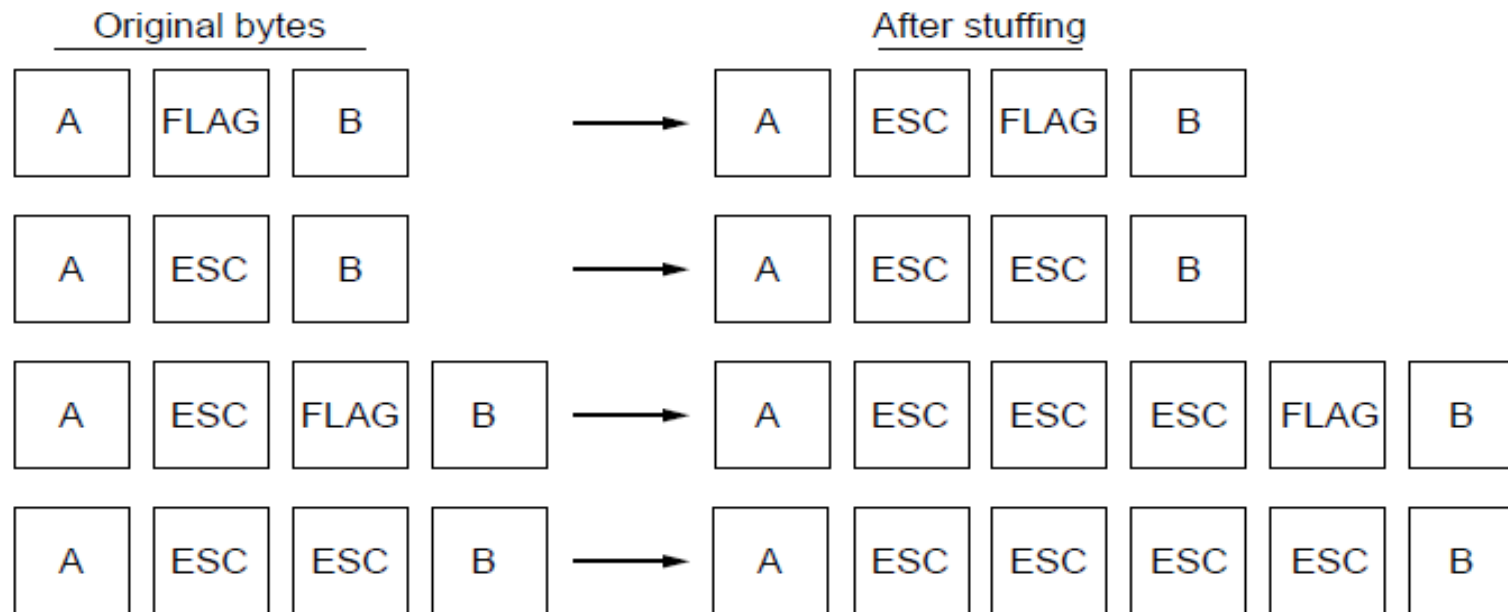 Original bytes After stuffing
A FLAG B A ESC FLAG B
A ESC B A ESC ESC B
A ESC FLAG B A ESC ESC ESC FLAG B
A ESC ESC B A ESC ESC ESC ESC B